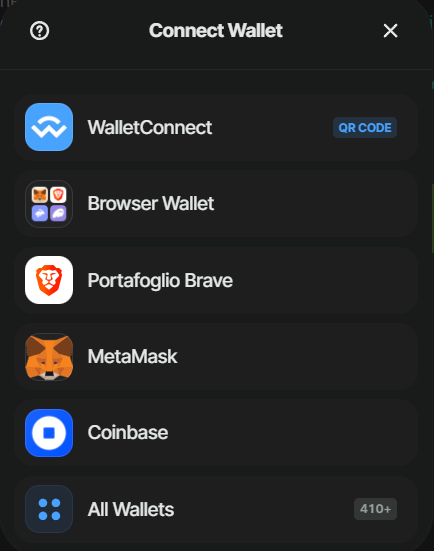 Connect Wallet
WalletConnect
QR CODE
Browser Wallet
Portafoglio Brave
MetaMask
Coinbase
All Wallets
410+